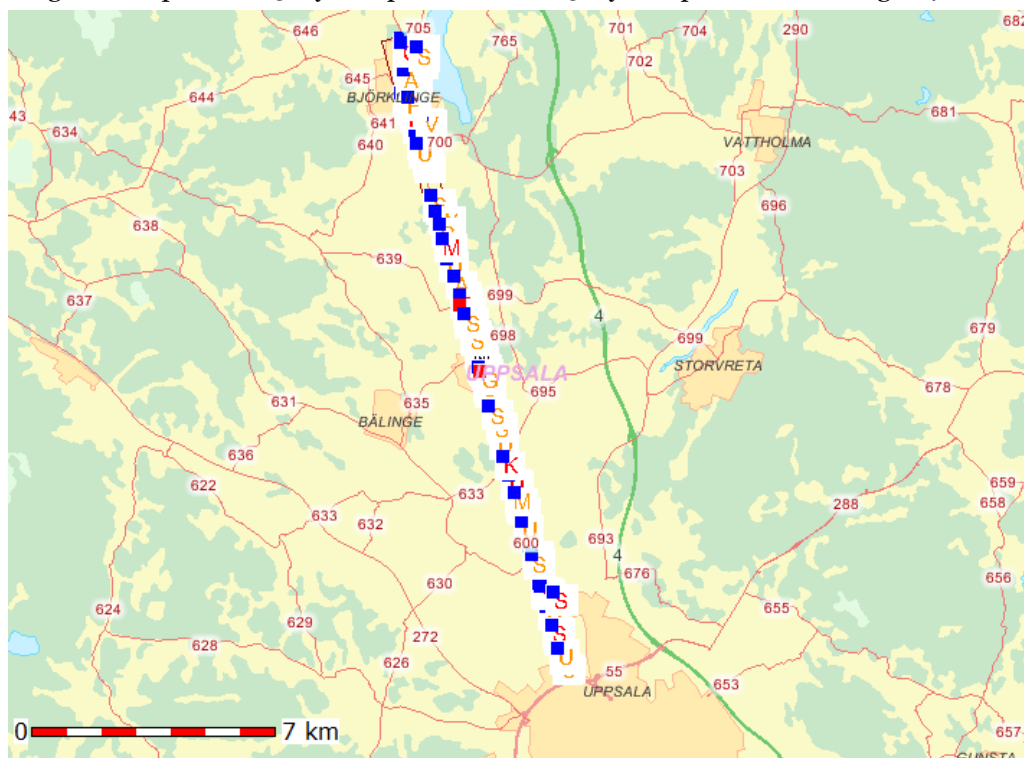 646
705
765
701
704
290
682
702
645
S
A
BJÖRKLINGE
644
V
43
634
641
640
700
U
681
VATTHOLMA
703
696
638
M
639
A
637
699
4
S
S
698
699
679
UPPSALA
STORVRETA
G
678
695
631
635
BÄLINGE
S
636
K
622
633
659
M
633
632
288
658
U
600
693
4
S
676
630
656
624
S
655
629
272
S
628
626
U
55
UPPSALA
653
0
7 km
657
GUNSTA